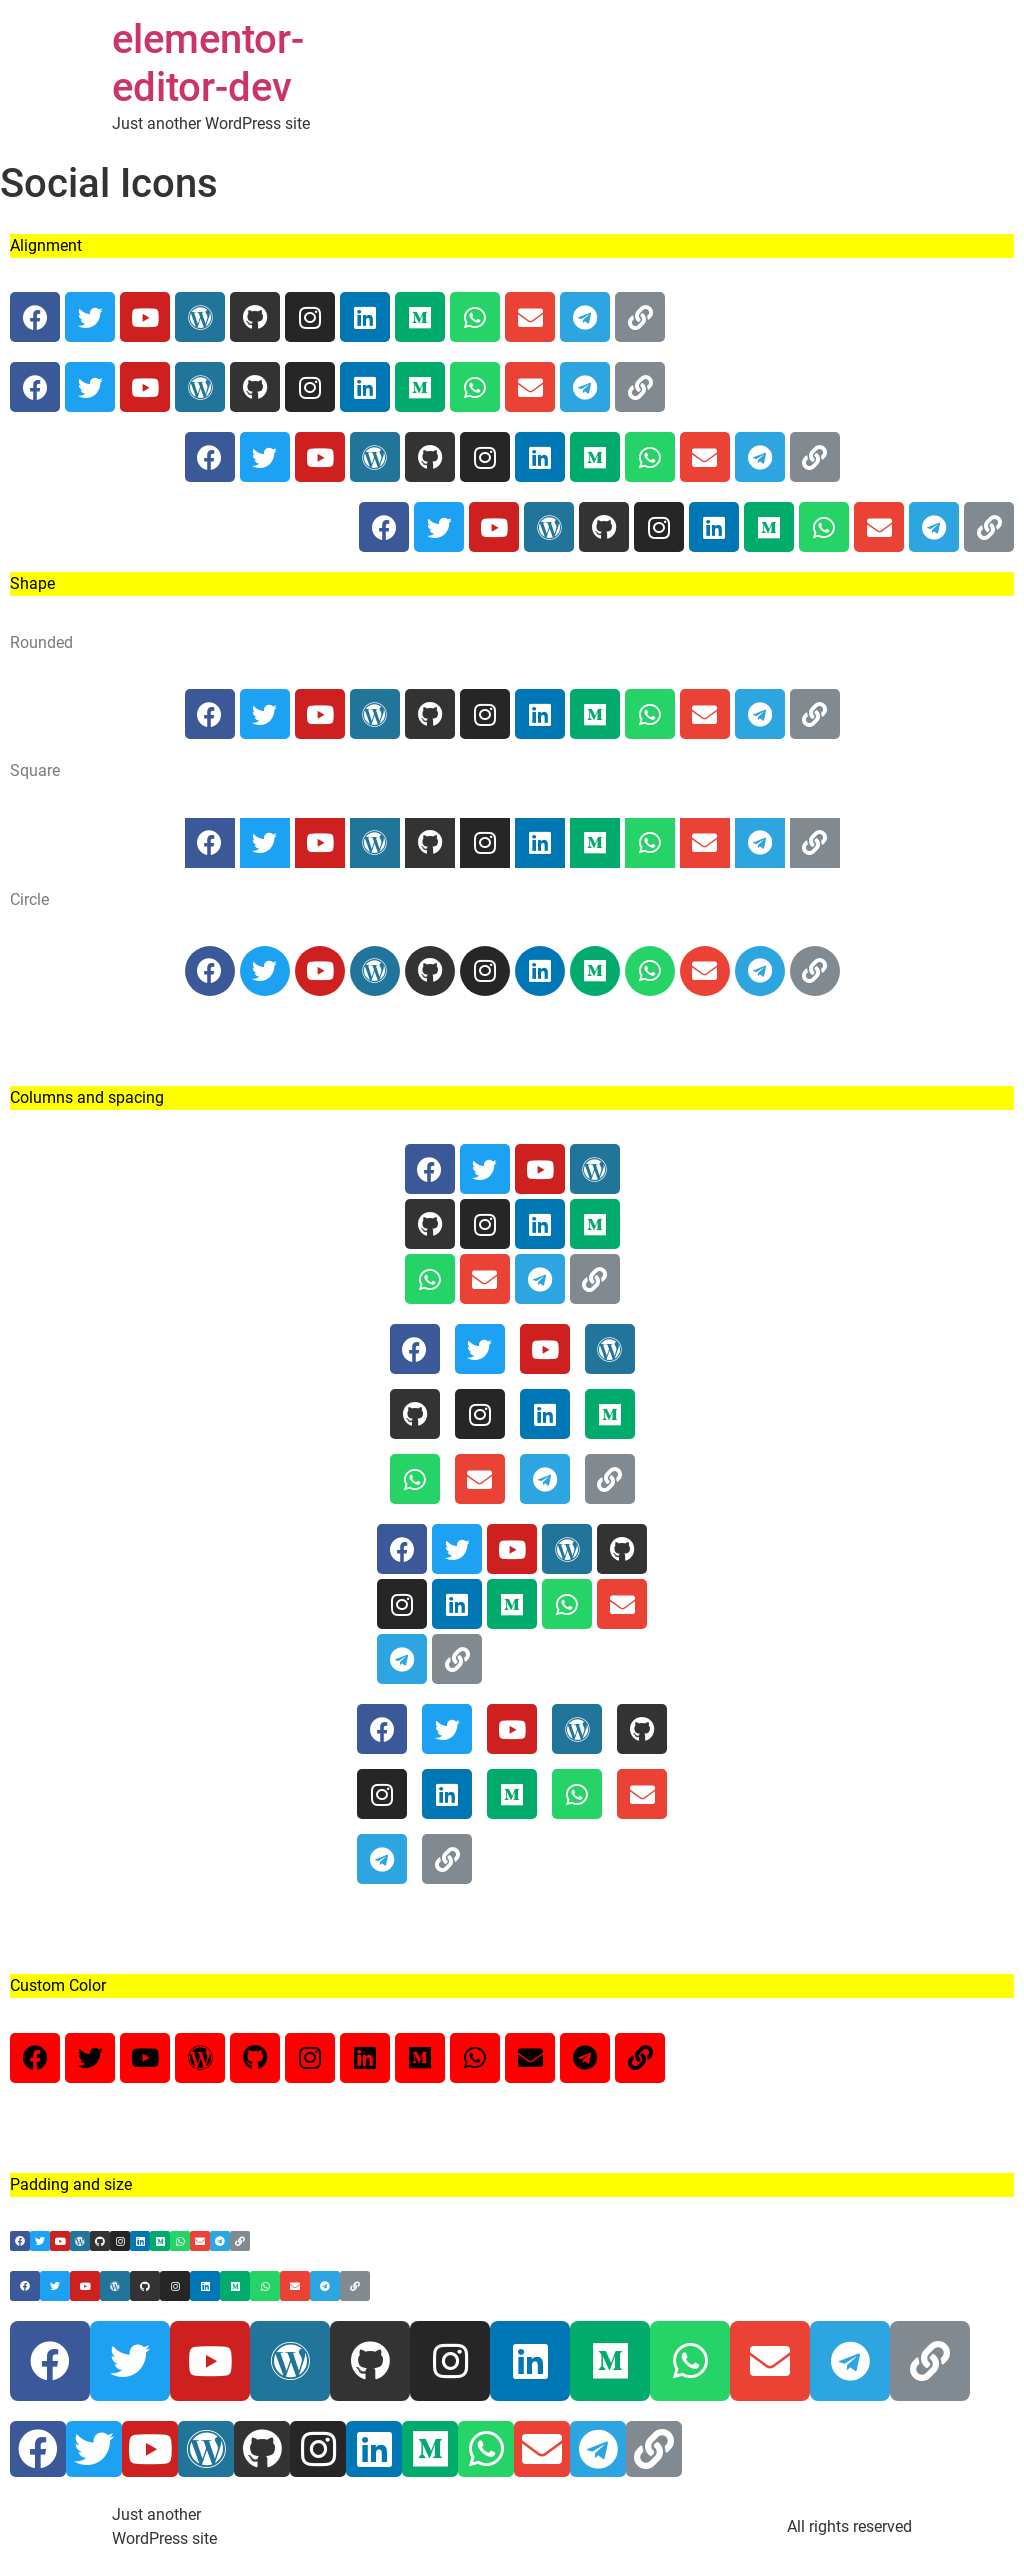 elementor-
editor-dev
Just another WordPress site
Social Icons
Alignment
Shape
Rounded
Square
Circle
Columns and spacing
Custom Color
Padding and size
Just another
WordPress site
All rights reserved